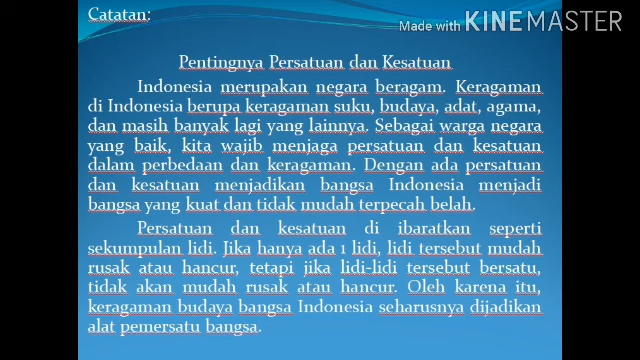 Catatan:
Made with KINEMASTER
Pentingnya Persatuan dan Kesatuan
Indonesia merupakan negara beragam. Keragaman
di Indonesia berupa keragaman suku, budaya, adat, agama,
dan masih banyak lagi yang lainnya. Sebagai warga negara
yang baik, kita wajib menjaga persatuan dan kesatuan
dalam perbedaan dan keragaman. Dengan ada persatuan
dan kesatuan menjadikan bangsa Indonesia menjadi
bangsa yang kuat dan tidak mudah terpecah belah.
Persatuan dan kesatuan di ibaratkan seperti
sekumpulan lidi. Jika hanya ada 1 lidi, lidi tersebut mudah
rusak atau hancur, tetapi jika lidi-lidi tersebut bersatu,
tidak akan mudah rusak atau hancur. Oleh karena itu,
keragaman budaya bangsa Indonesia seharusnya dijadikan
alat pemersatu bangsa.